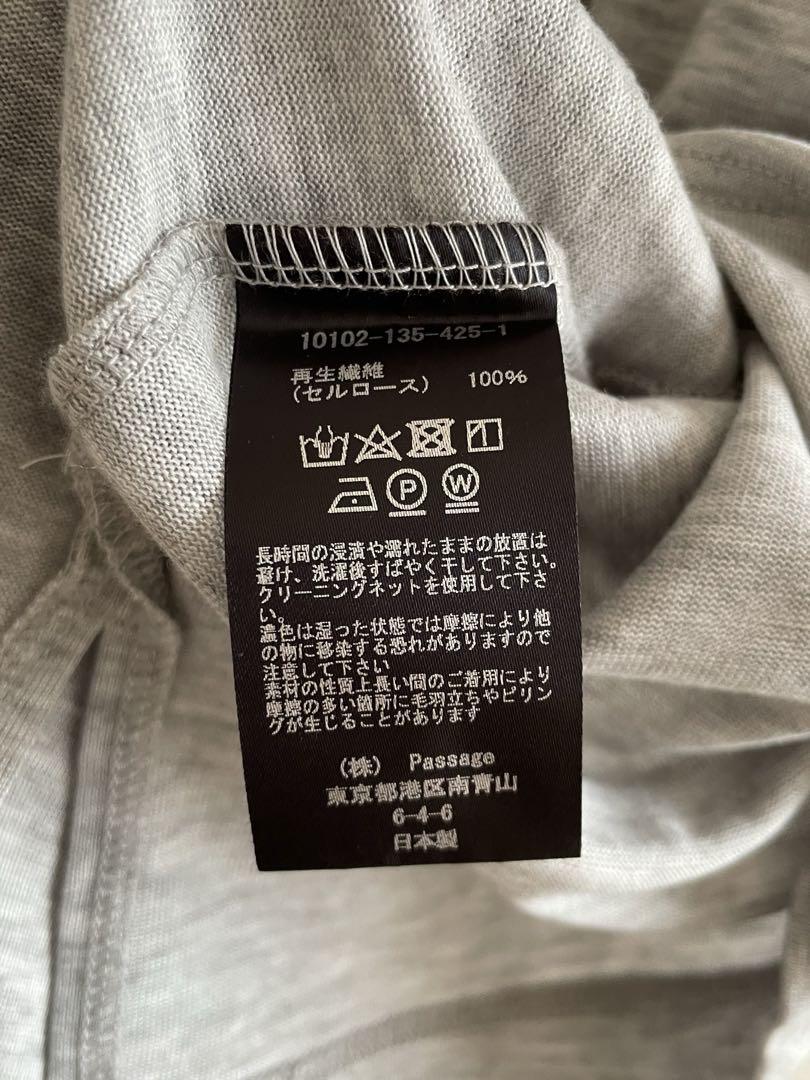 10102-135-425-1
再生繊維
(セルロース) 100%
P W
長時間の浸漬や濡れたままの放置は
避け、洗濯後すばやく干して下さい。
クリーニングネットを使用して下さ
い。
濃色は湿った状態では摩擦により他
の物に移染する恐れがありますので
注意して下さい
素材の性質上長い間のご着用により
摩擦の多い箇所に毛羽立ちやピリン
グが生じることがあります
(株) Passage
東京都港区南青山
6-4-6
日本製